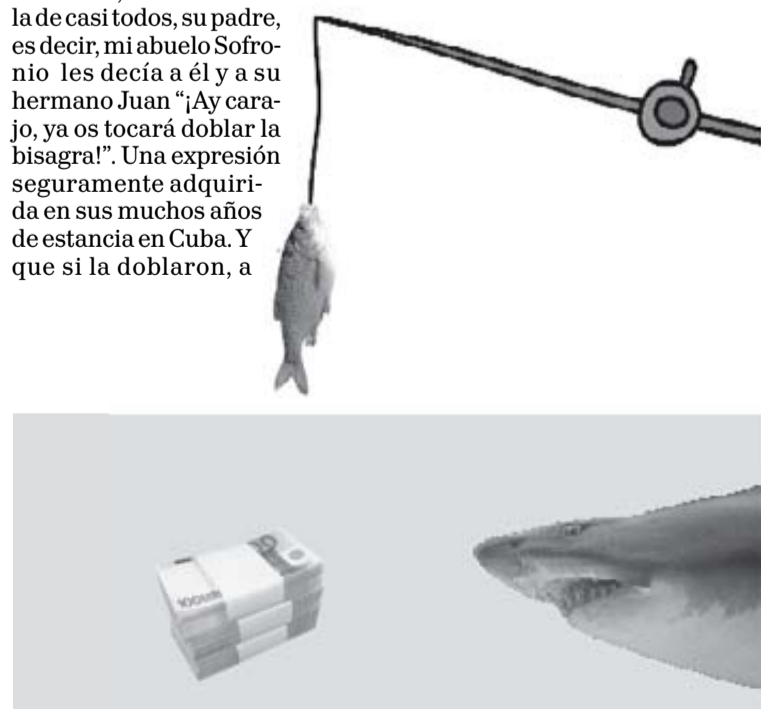 la de casi todos, su padre,
es decir, mi abuelo Sofro-
nio les decía a él y a su
hermano Juan “¡Ay cara-
jo, ya os tocará doblar la
bisagra!”. Una expresión
seguramente adquiri-
da en sus muchos años
de estancia en Cuba. Y
que si la doblaron, a